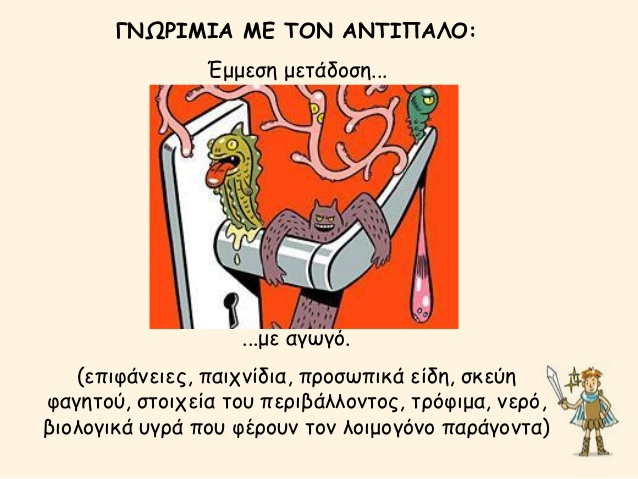 ΓΝΩΡΙΜΙΑ ΜΕ ΤΟΝ ΑΝΤΙΠΑΛΟ:
Έμμεση μετάδοση...
...με αγωγό.
(επιφάνειες, παιχνίδια, προσωπικά είδη, σκεύη
φαγητού, στοιχεία του περιβάλλοντος, τρόφιμα, νερό,
βιολογικά υγρά που φέρουν τον λοιμογόνο παράγοντα)